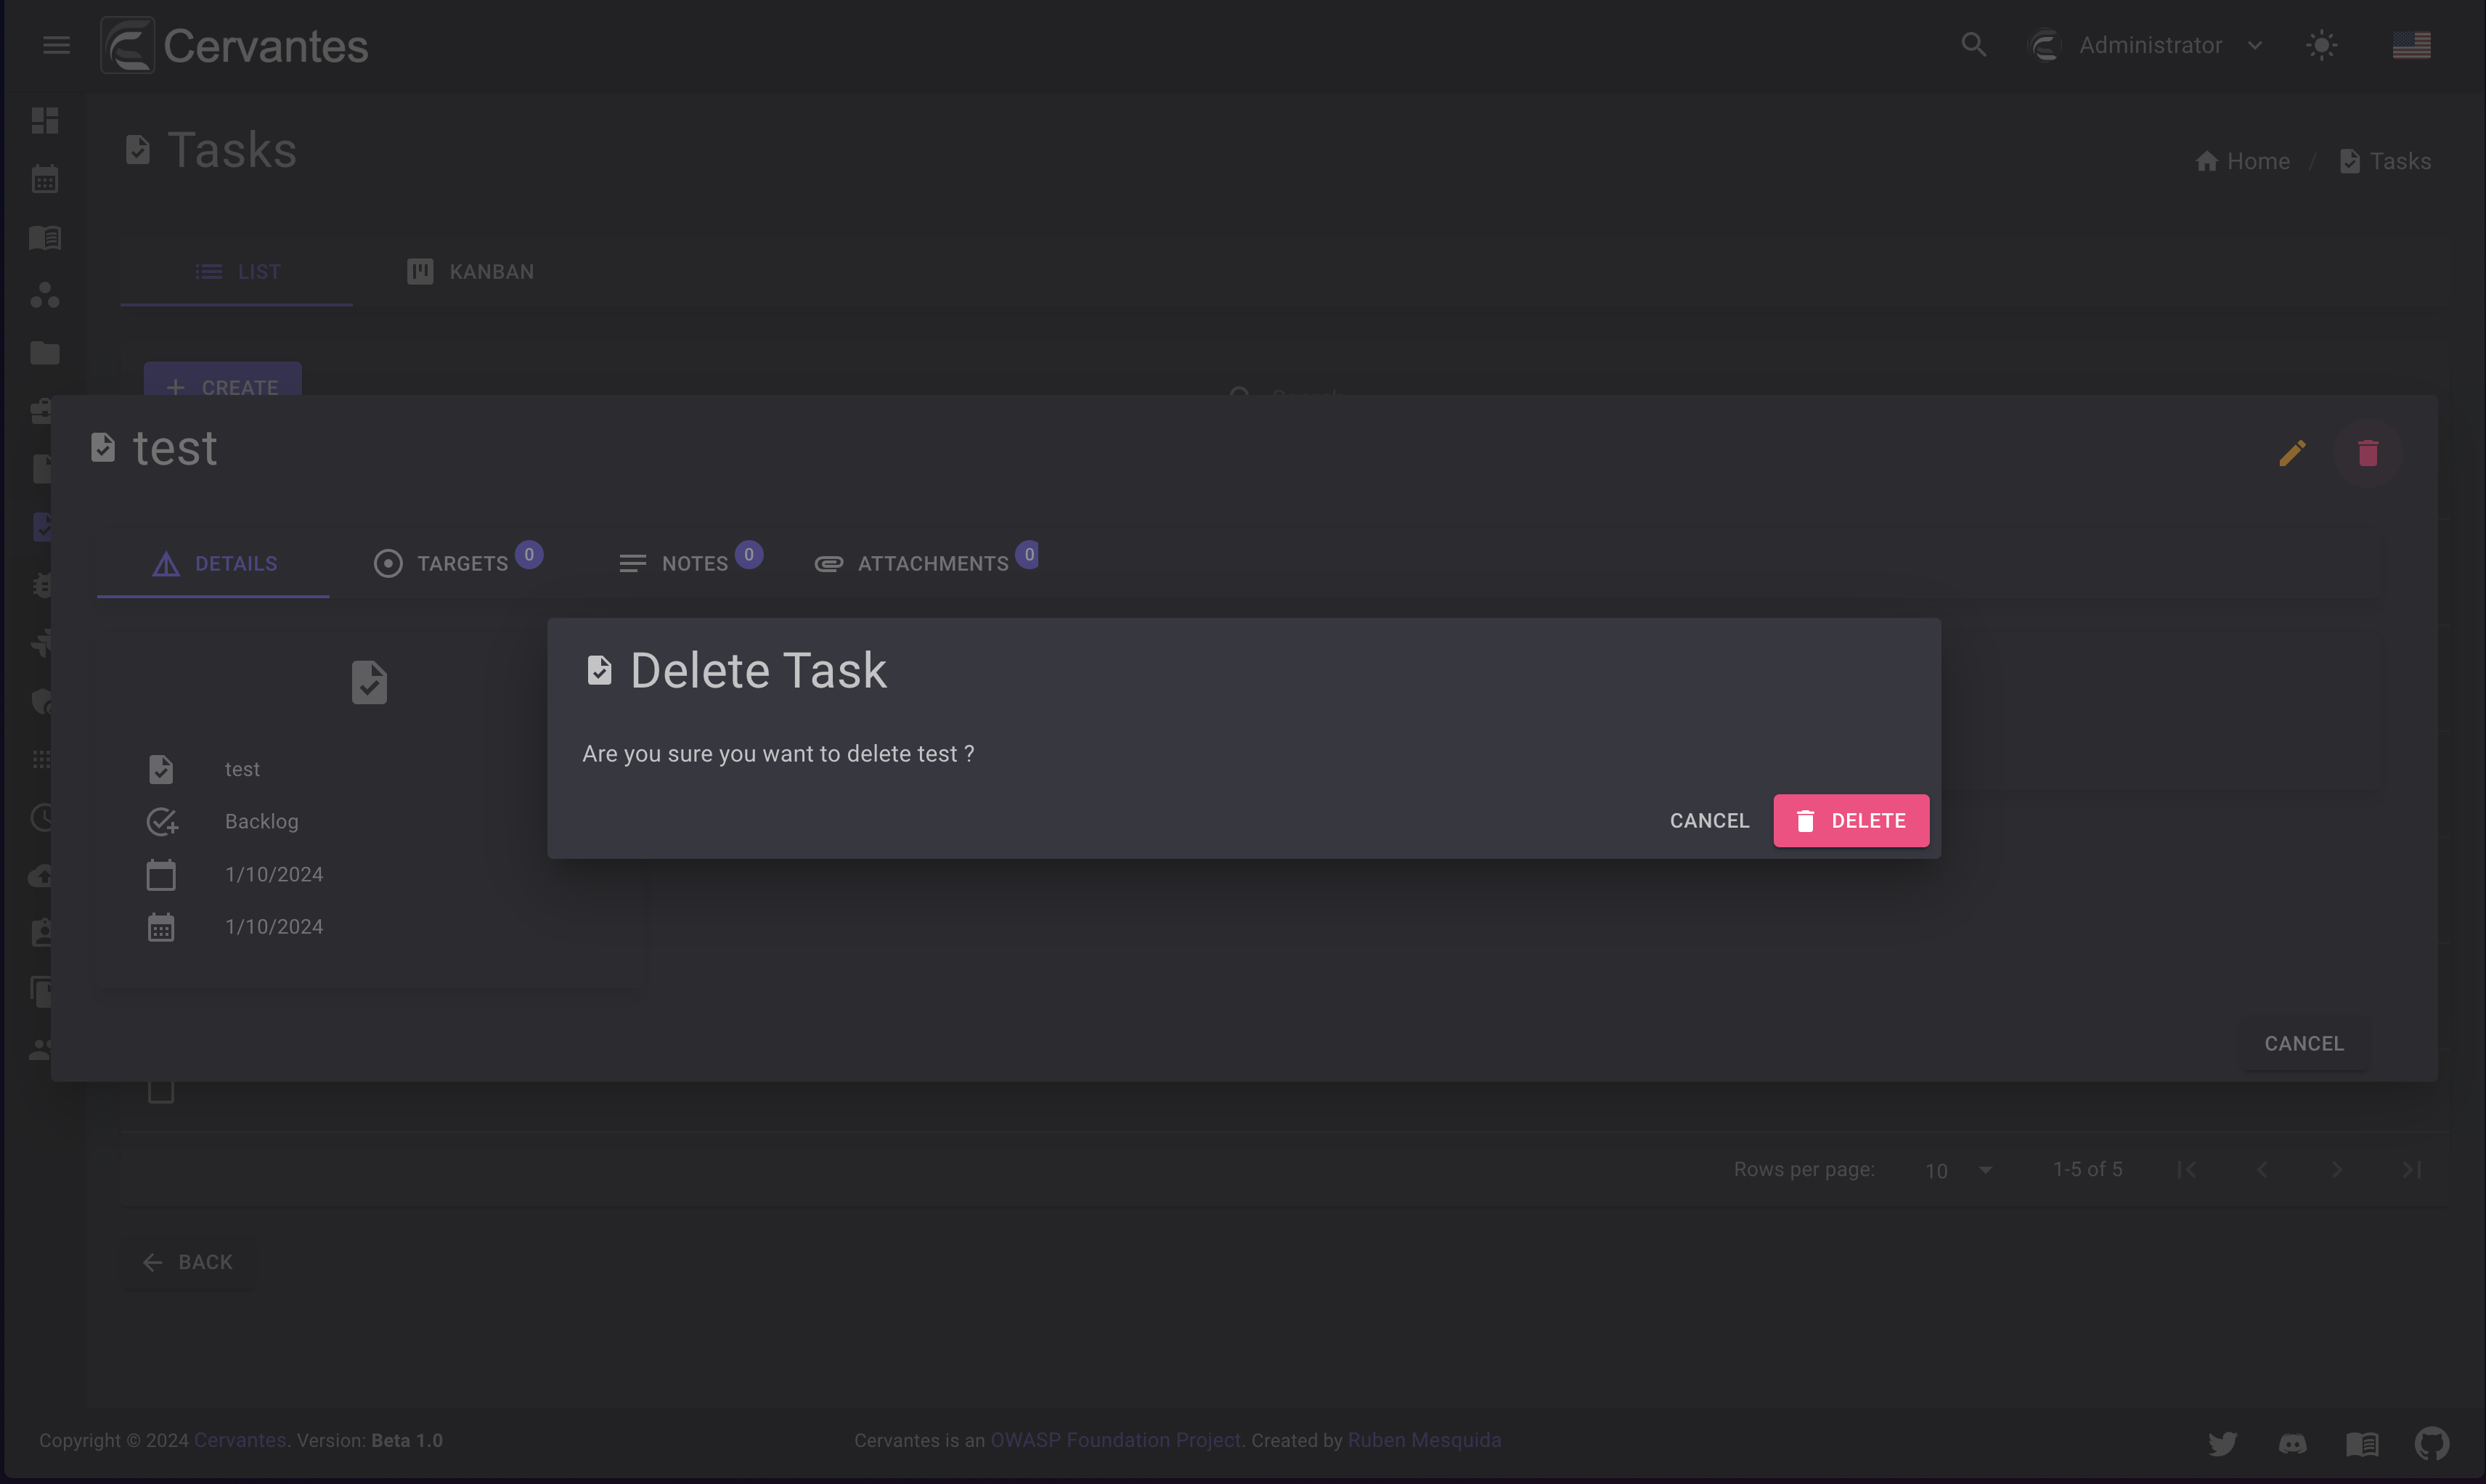 Cervantes
Administrator
Tasks
Home / Tasks
LIST
KANBAN
CREATE
Search
test
DETAILS
TARGETS 0
NOTES 0
ATTACHMENTS 0
Delete Task
Are you sure you want to delete test ?
CANCEL
DELETE
test
Backlog
1/10/2024
1/10/2024
CANCEL
Rows per page: 10 1-5 of 5
BACK
Copyright © 2024 Cervantes. Version: Beta 1.0
Cervantes is an OWASP Foundation Project. Created by Ruben Mesquida